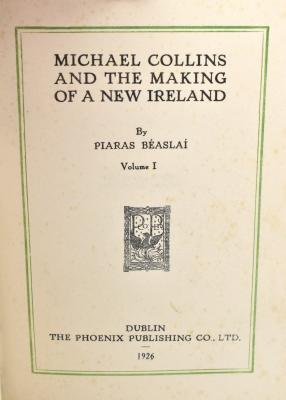 MICHAEL COLLINS
AND THE MAKING
OF A NEW IRELAND
By
PIARAS BÉASLAÍ
Volume I
DUBLIN
THE PHOENIX PUBLISHING CO., LTD.
1926